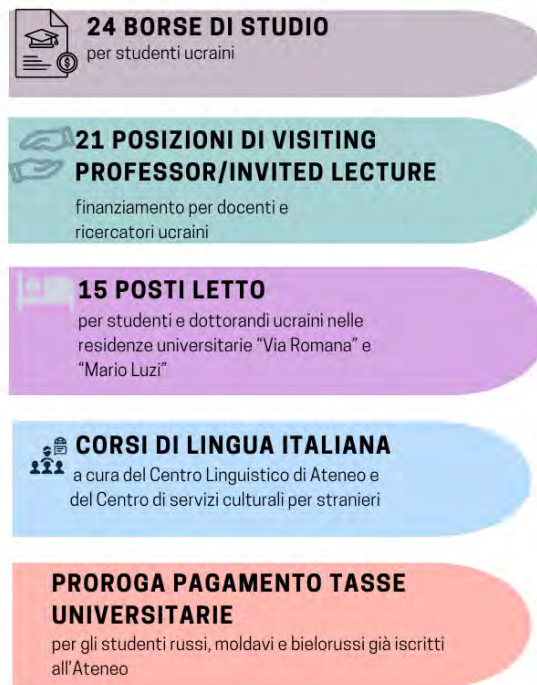 24 BORSE DI STUDIO
per studenti ucraini
21 POSIZIONI DI VISITING
PROFESSOR/INVITED LECTURE
finanziamento per docenti e
ricercatori ucraini
15 POSTI LETTO
per studenti e dottorandi ucraini nelle
residenze universitarie “Via Romana” e
“Mario Luzi”
CORSI DI LINGUA ITALIANA
a cura del Centro Linguistico di Ateneo e
del Centro di servizi culturali per stranieri
PROROGA PAGAMENTO TASSE
UNIVERSITARIE
per gli studenti russi, moldavi e bielorussi già iscritti
all’Ateneo